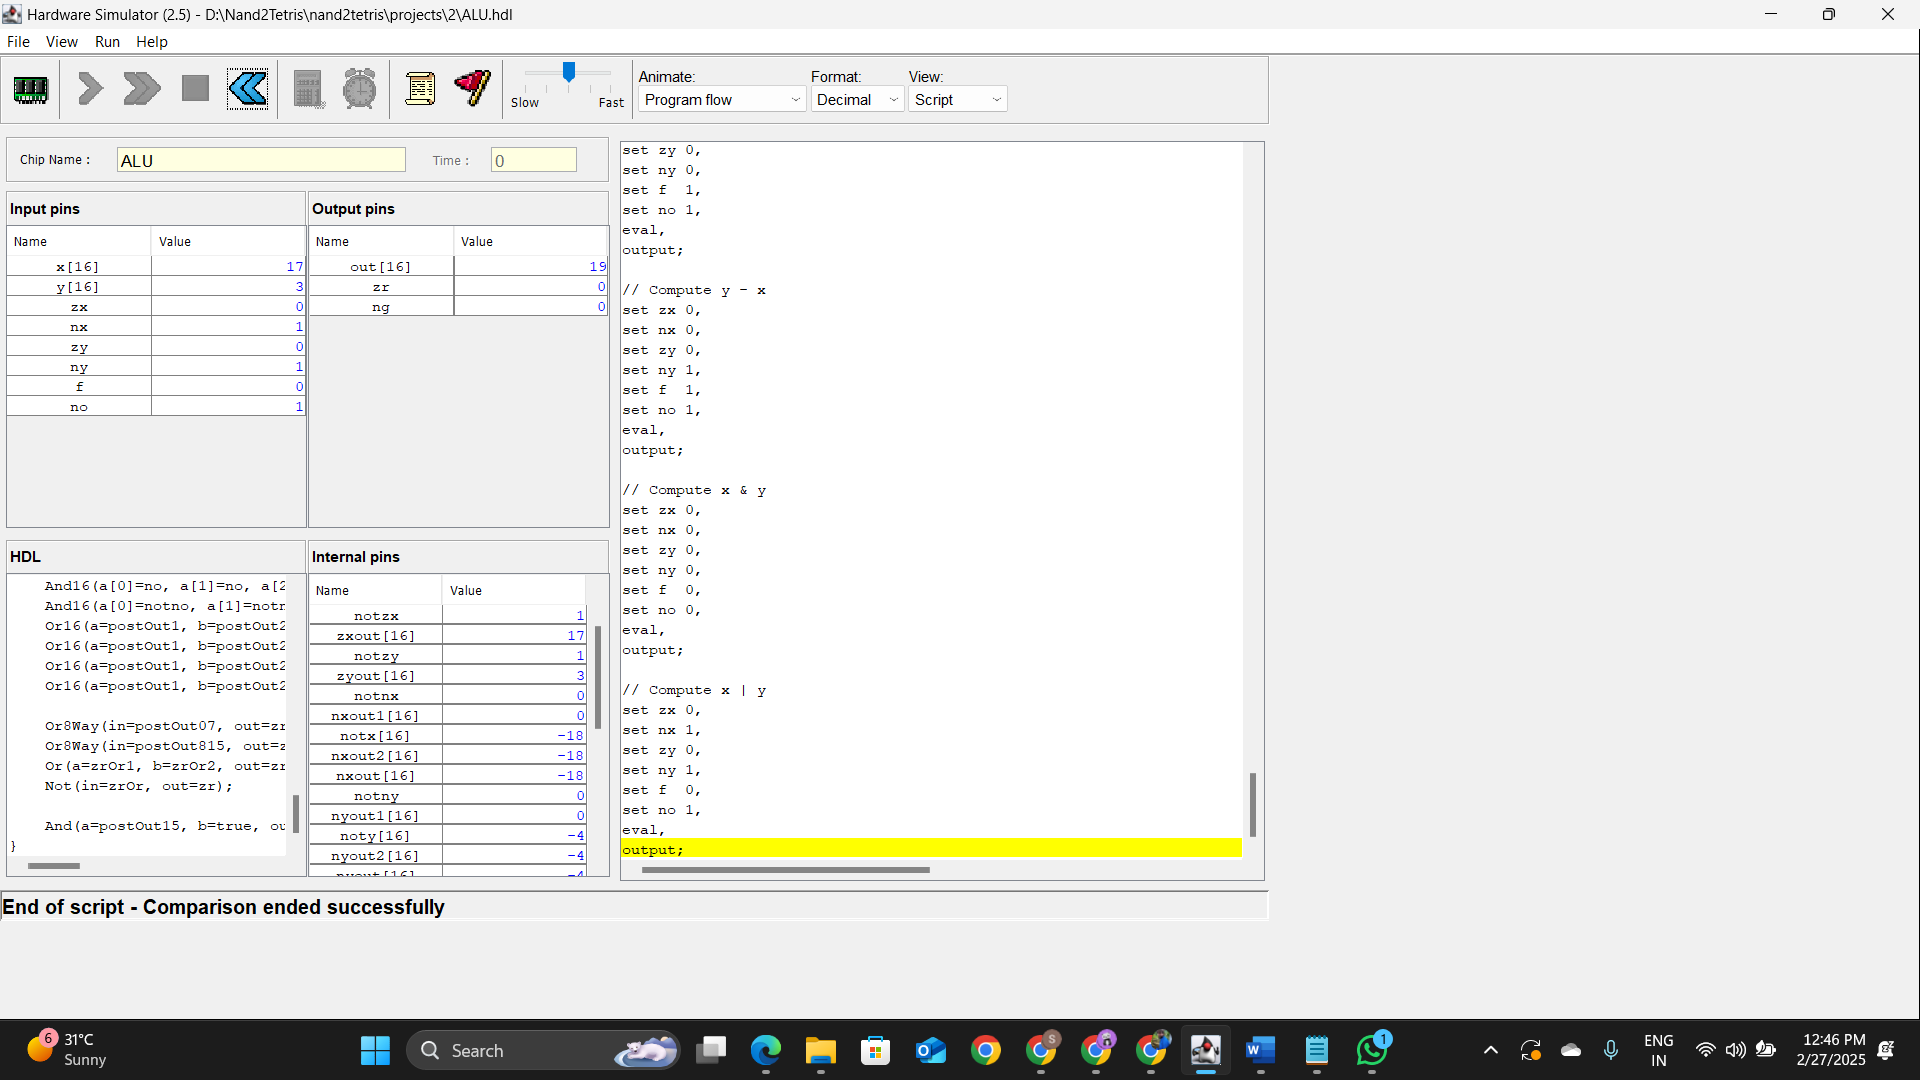 Hardware Simulator (2.5) - D:\Nand2Tetris\nand2tetris\projects\2\ALU.hdl
File View Run Help
Slow Fast
Animate: Format: View:
Program flow Decimal Script
Chip Name : ALU Time : 0
Input pins
Name Value
x[16] 17
y[16] 3
zx 0
nx 1
zy 0
ny 1
f 0
no 1
Output pins
Name Value
out[16] 19
zr 0
ng 0
HDL
And16(a[0]=no, a[1]=no, a[2
And16(a[0]=notno, a[1]=notn
Or16(a=postOut1, b=postOut2
Or16(a=postOut1, b=postOut2
Or16(a=postOut1, b=postOut2
Or16(a=postOut1, b=postOut2
Or8Way(in=postOut07, out=zr
Or8Way(in=postOut815, out=z
Or(a=zrOr1, b=zrOr2, out=zr
Not(in=zrOr, out=zr);
And(a=postOut15, b=true, ou
}
Internal pins
Name Value
notzx 1
zxout[16] 17
notzy 1
zyout[16] 3
notnx 0
nxout1[16] 0
notx[16] -18
nxout2[16] -18
nxout[16] -18
notny 0
nyout1[16] 0
noty[16] -4
nyout2[16] -4
nyout[16] -4
set zy 0,
set ny 0,
set f 1,
set no 1,
eval,
output;
// Compute y - x
set zx 0,
set nx 0,
set zy 0,
set ny 1,
set f 1,
set no 1,
eval,
output;
// Compute x & y
set zx 0,
set nx 0,
set zy 0,
set ny 0,
set f 0,
set no 0,
eval,
output;
// Compute x | y
set zx 0,
set nx 1,
set zy 0,
set ny 1,
set f 0,
set no 1,
eval,
output;
End of script - Comparison ended successfully
6
31°C
Sunny
Search
S
1
ENG
IN
12:46 PM
2/27/2025